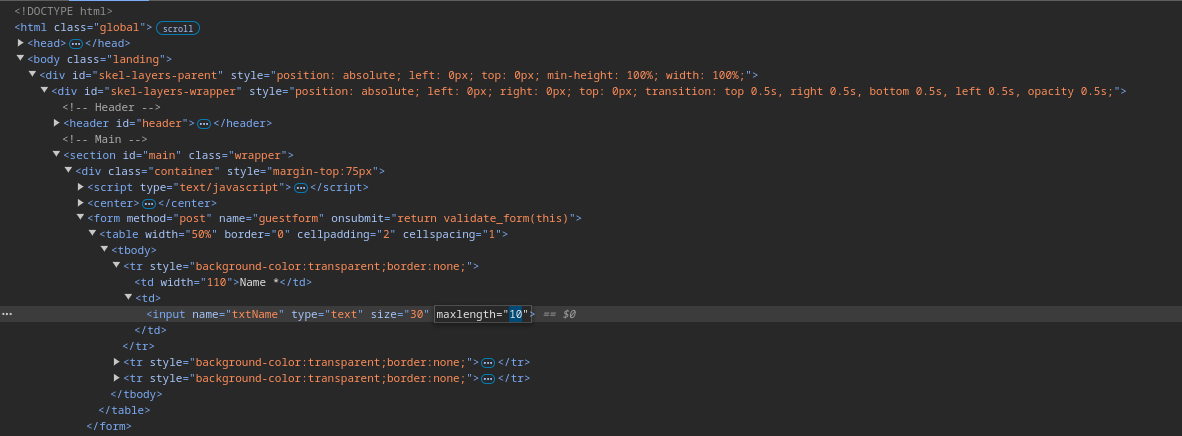 <!DOCTYPE html>
<html class="global"> scroll
<head> ••• </head>
<body class="landing">
<div id="skel-layers-parent" style="position: absolute; left: 0px; top: 0px; min-height: 100%; width: 100%;">
<div id="skel-layers-wrapper" style="position: absolute; left: 0px; right: 0px; top: 0px; transition: top 0.5s, right 0.5s, bottom 0.5s, left 0.5s, opacity 0.5s;">
<!-- Header -->
<header id="header"> ••• </header>
<!-- Main -->
<section id="main" class="wrapper">
<div class="container" style="margin-top:75px">
<script type="text/javascript"> ••• </script>
<center> ••• </center>
<form method="post" name="guestform" onsubmit="return validate_form(this)">
<table width="50%" border="0" cellpadding="2" cellspacing="1">
<tbody>
<tr style="background-color:transparent;border:none;">
<td width="110">Name *</td>
<td>
<input name="txtName" type="text" size="30" maxlength="10"> == $0
</td>
</tr>
<tr style="background-color:transparent;border:none;"> ••• </tr>
<tr style="background-color:transparent;border:none;"> ••• </tr>
</tbody>
</table>
</form>